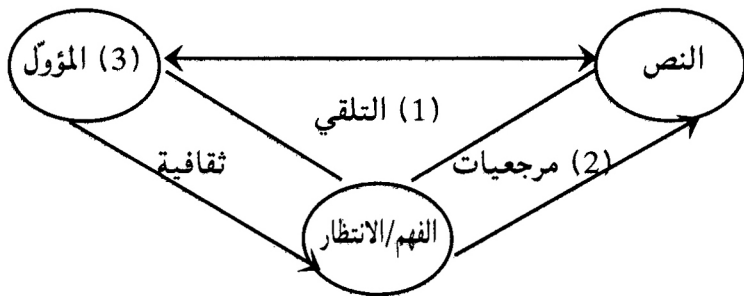 النص
(3) المؤوّل
(1) التلقي
(2) مرجعيات
ثقافية
الفهم/الانتظار